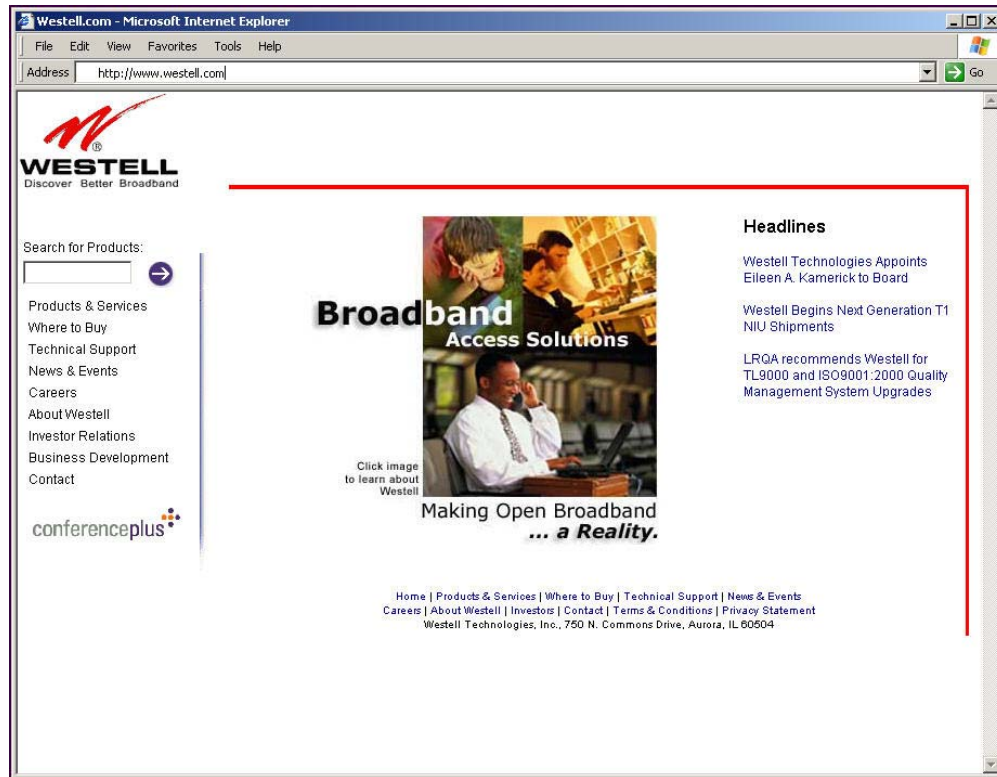 Westell.com - Microsoft Internet Explorer
File Edit View Favorites Tools Help
Address http://www.westell.com
Go
®
WESTELL
Discover Better Broadband
Search for Products:
Products & Services
Where to Buy
Technical Support
News & Events
Careers
About Westell
Investor Relations
Business Development
Contact
conferenceplus
Broadband
Access Solutions
Click image
to learn about
Westell
Making Open Broadband
... a Reality.
Headlines
Westell Technologies Appoints
Eileen A. Kamerick to Board
Westell Begins Next Generation T1
NIU Shipments
LRQA recommends Westell for
TL9000 and ISO9001:2000 Quality
Management System Upgrades
Home | Products & Services | Where to Buy | Technical Support | News & Events
Careers | About Westell | Investors | Contact | Terms & Conditions | Privacy Statement
Westell Technologies, Inc., 750 N. Commons Drive, Aurora, IL 60504